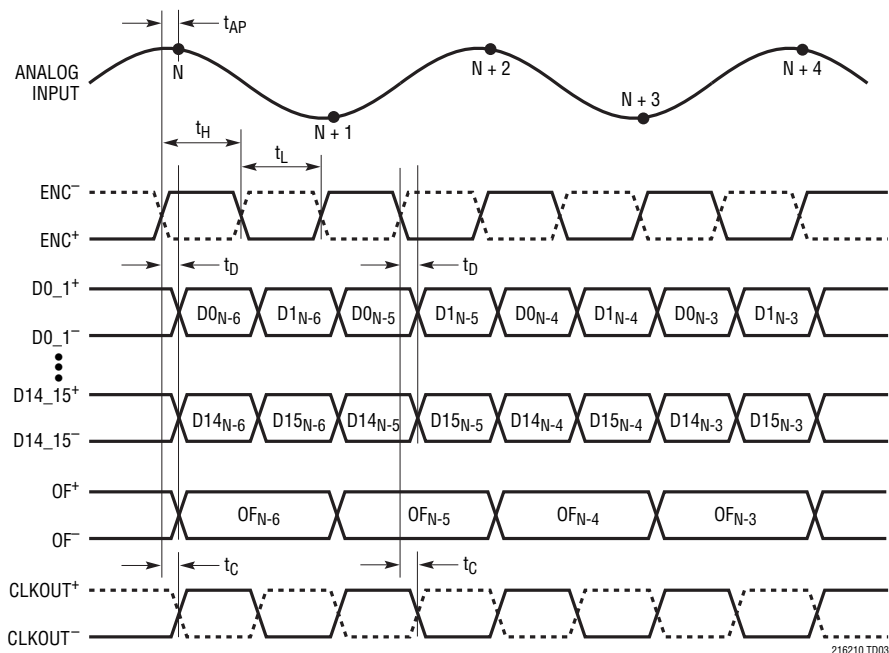 tAP
ANALOG
INPUT
N
N + 1
N + 2
N + 3
N + 4
tH
tL
ENC−
ENC+
tD
tD
D0_1+
D0_1−
D0N-6
D1N-6
D0N-5
D1N-5
D0N-4
D1N-4
D0N-3
D1N-3
D14_15+
D14_15−
D14N-6
D15N-6
D14N-5
D15N-5
D14N-4
D15N-4
D14N-3
D15N-3
OF+
OF−
OFN-6
OFN-5
OFN-4
OFN-3
tC
tC
CLKOUT+
CLKOUT−
216210 TD03